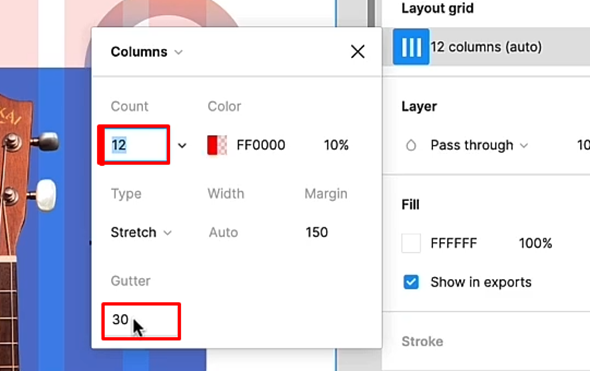 Layout grid
12 columns (auto)
Columns
Count
Color
12
FF0000
10%
Type
Width
Margin
Stretch
Auto
150
Gutter
30
Layer
Pass through
10
Fill
FFFFFF
100%
Show in exports
Stroke